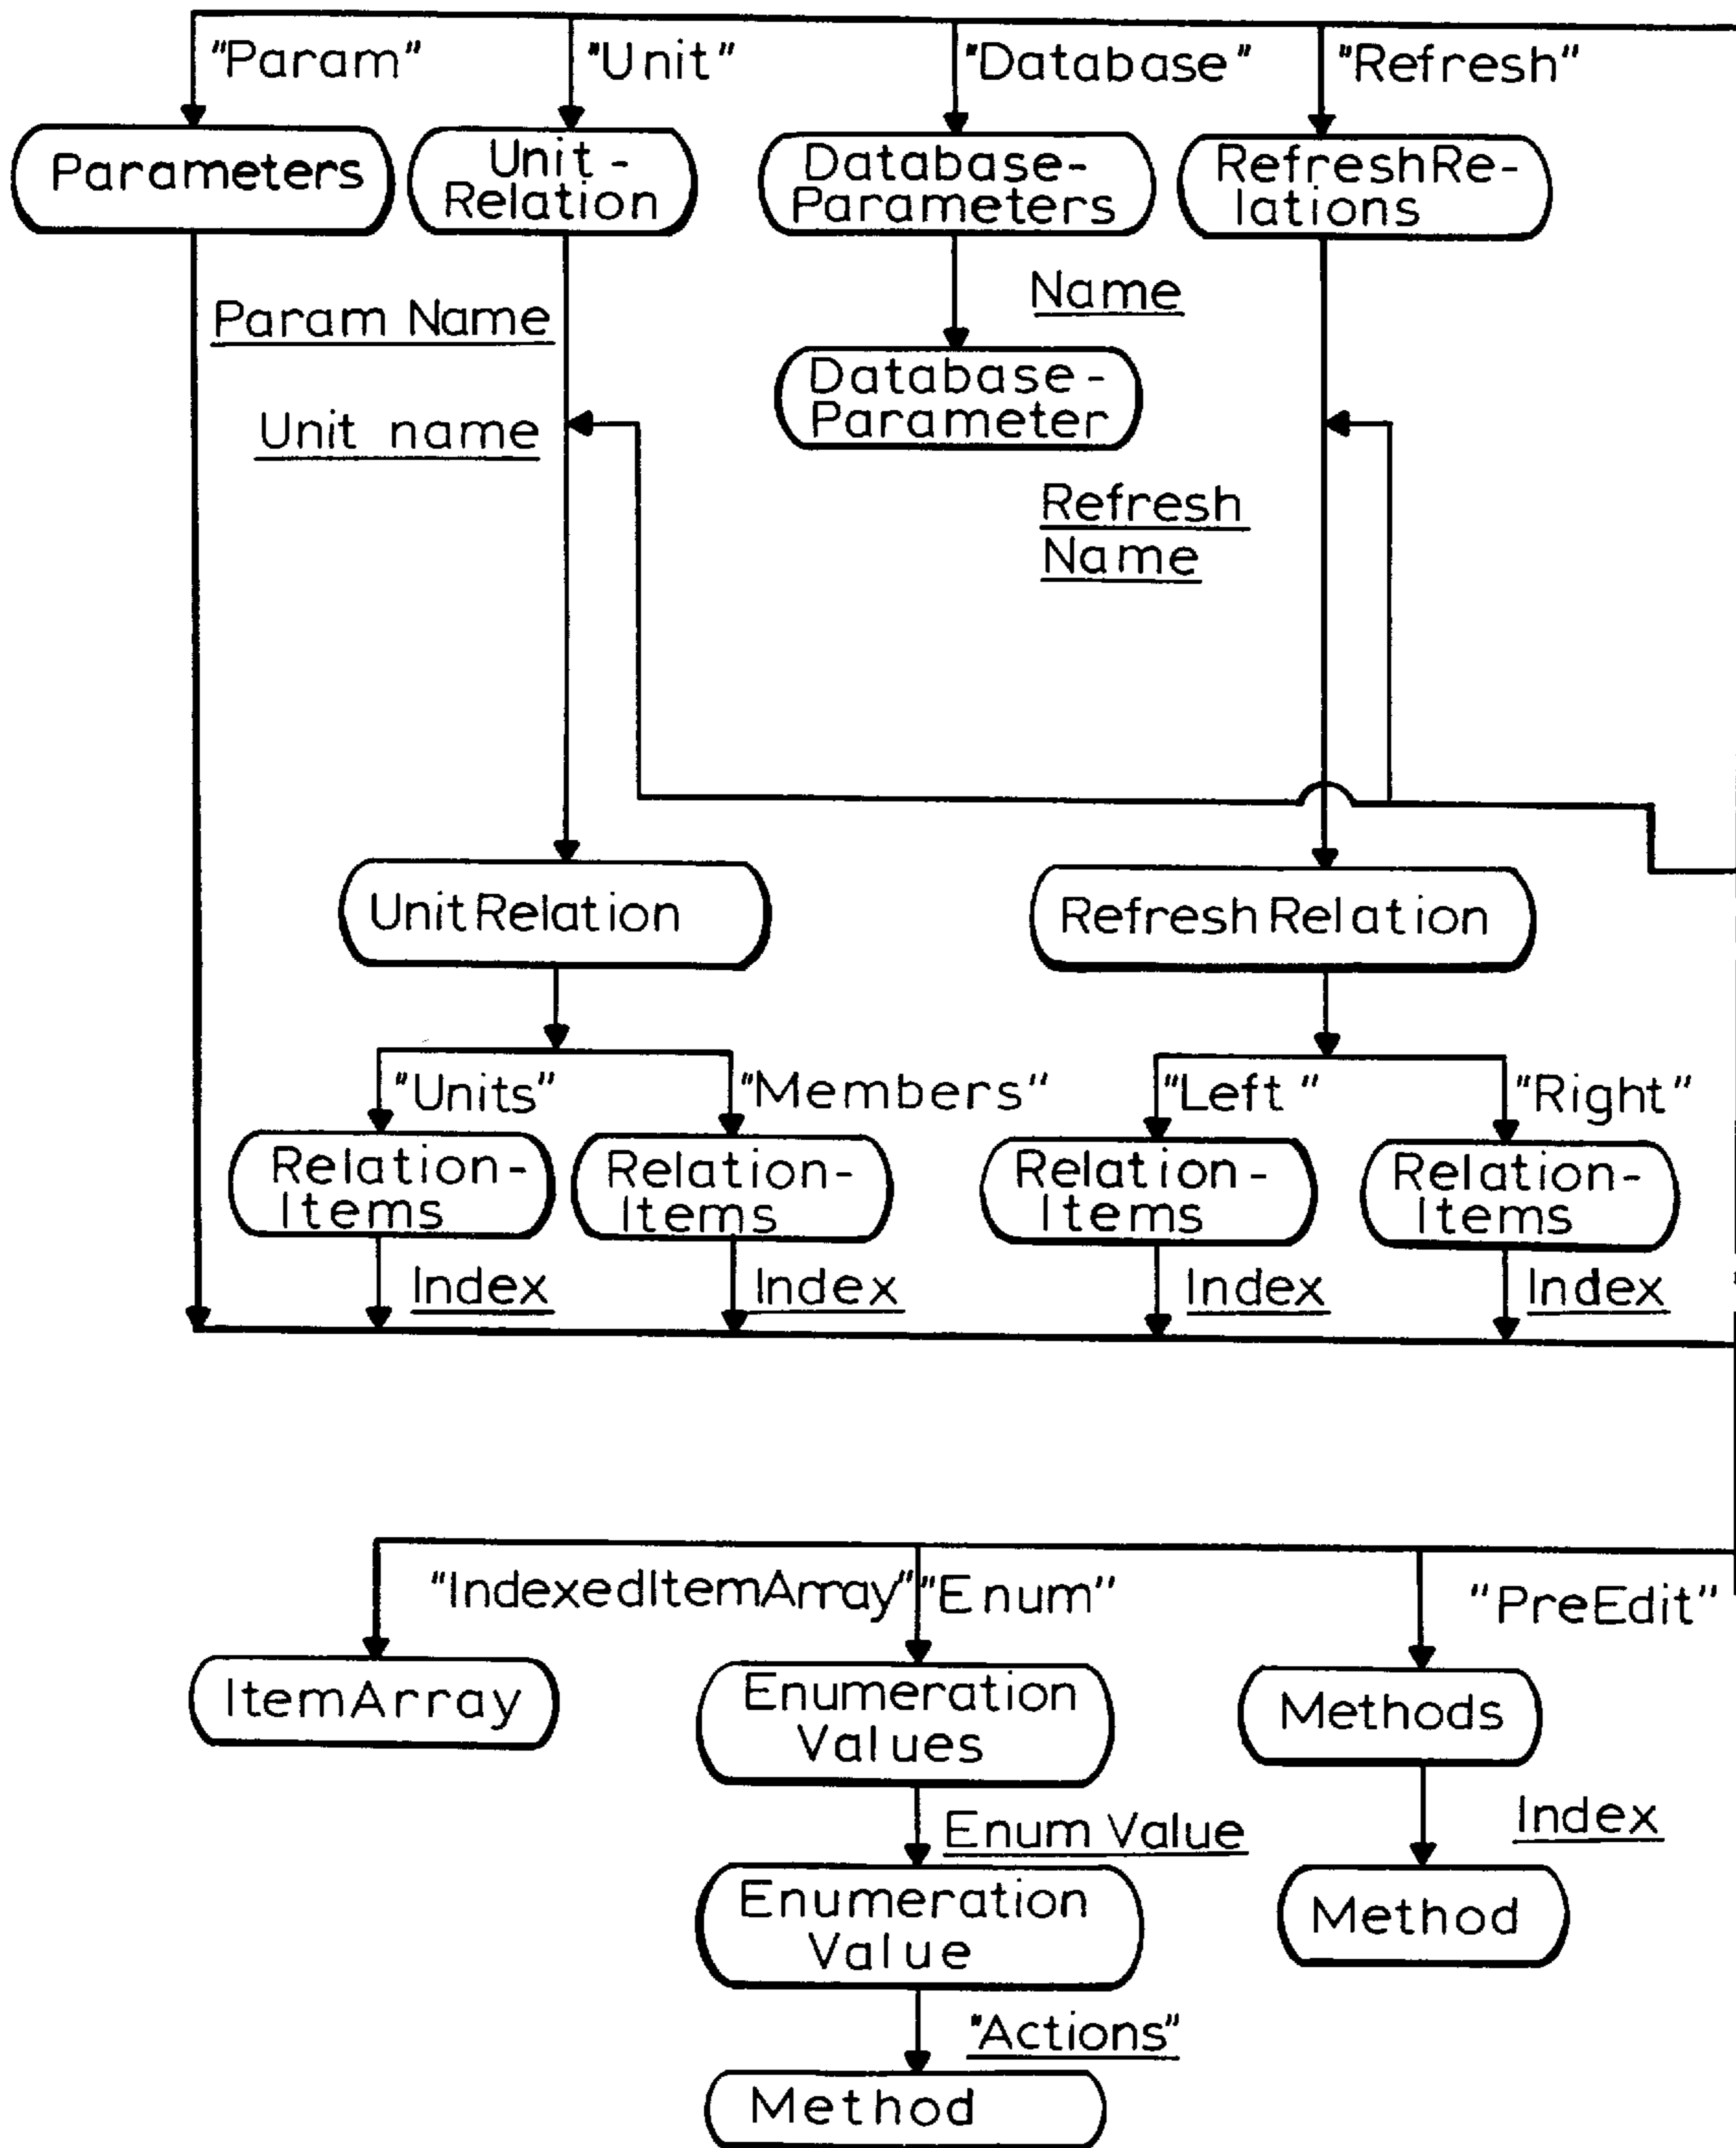 "Param"
"Unit"
"Database"
"Refresh"
Parameters
Unit-
Relation
Database-
Parameters
RefreshRe-
lations
Param Name
Name
Unit name
Database-
Parameter
Refresh
Name
UnitRelation
RefreshRelation
"Units"
"Members"
"Left"
"Right"
Relation-
Items
Relation-
Items
Relation-
Items
Relation-
Items
Index
Index
Index
Index
"IndexedItemArray"
"Enum"
"PreEdit"
ItemArray
Enumeration
Values
Methods
Enum Value
Index
Enumeration
Value
Method
"Actions"
Method